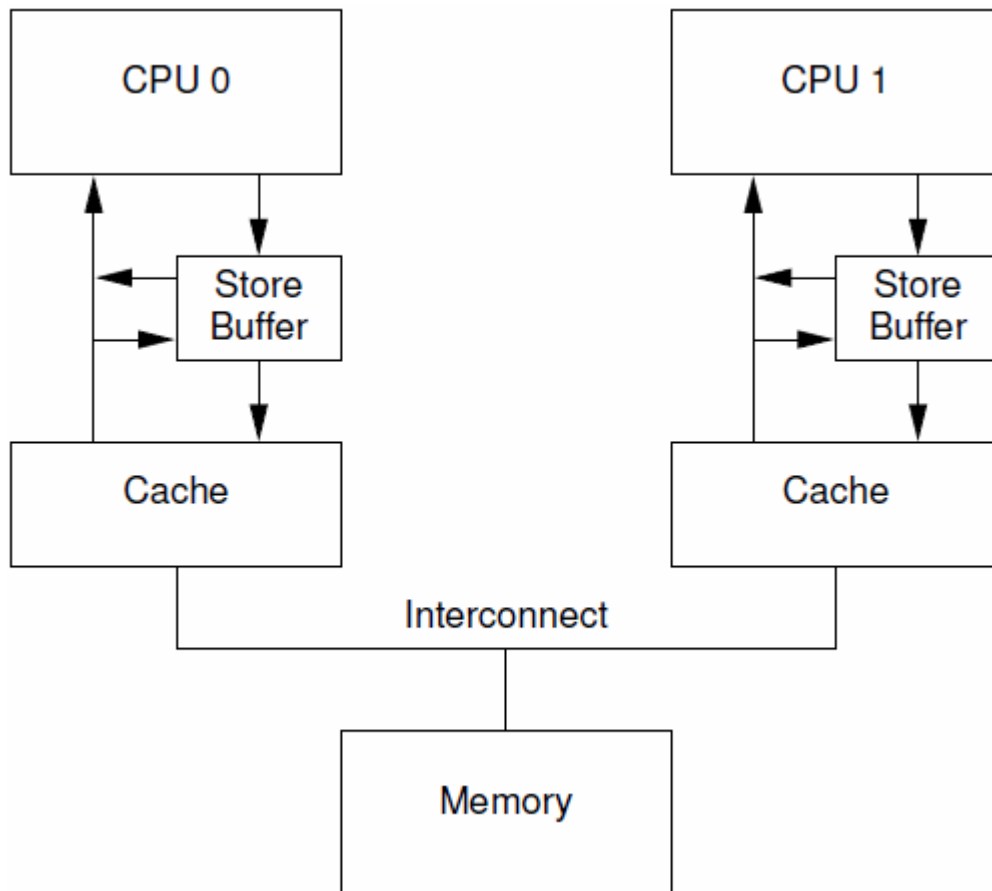 CPU 0
CPU 1
Store
Buffer
Store
Buffer
Cache
Cache
Interconnect
Memory